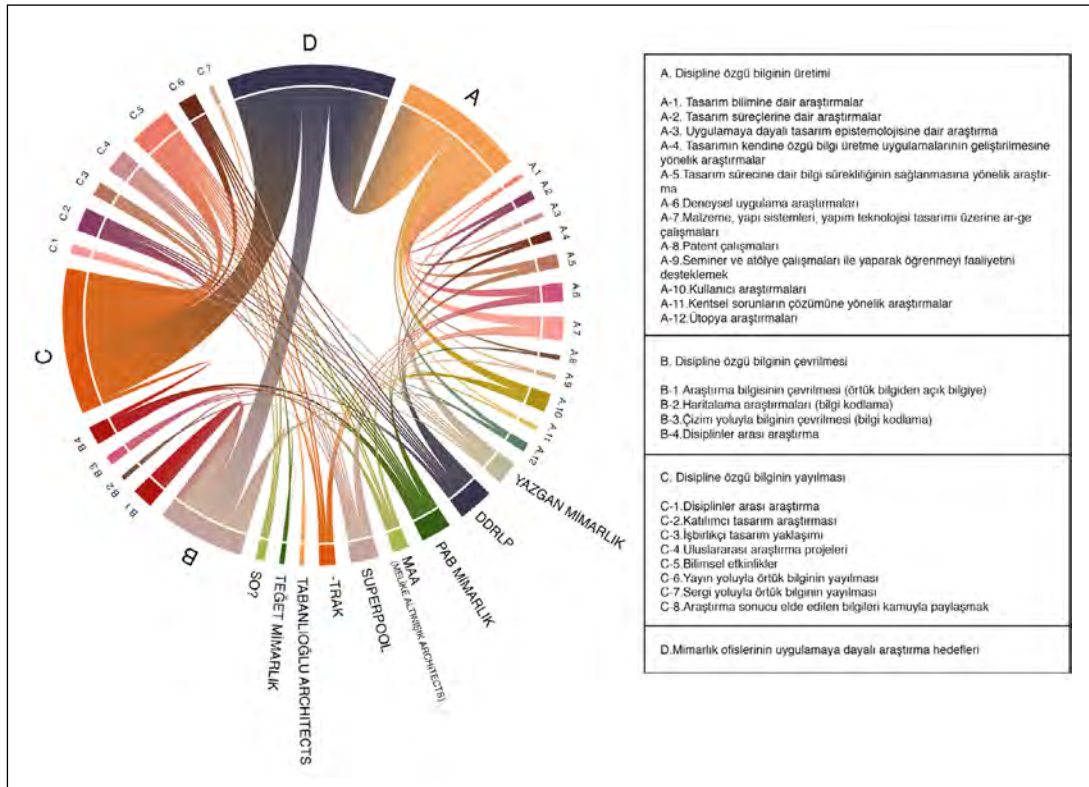 D
A
B
C
C.7
C.6
C.5
C.4
C.3
C.2
C.1
B4
B3
B2
B1
A.1
A.2
A.3
A.4
A.5
A.6
A.7
A.8
A.9
A.10
A.11
A.12
YAZGAN MİMARLIK
DDRLP
PAB MİMARLIK
MAA
(MELİKE ALTINIŞIK ARCHITECTS)
SUPERPOOL
-TRAK
TABANLIOĞLU ARCHITECTS
TEĞET MİMARLIK
SO?
A. Disipline özgü bilginin üretimi
A-1. Tasarım bilimine dair araştırmalar
A-2. Tasarım süreçlerine dair araştırmalar
A-3. Uygulamaya dayalı tasarım epistemolojisine dair araştırma
A-4. Tasarımın kendine özgü bilgi üretme uygulamalarının geliştirilmesine
yönelik araştırmalar
A-5.Tasarım sürecine dair bilgi sürekliliğinin sağlanmasına yönelik araştır-
ma
A-6 Deneysel uygulama araştırmaları
A-7.Malzeme, yapı sistemleri, yapım teknolojisi tasarımı üzerine ar-ge
çalışmaları
A-8.Patent çalışmaları
A-9.Seminer ve atölye çalışmaları ile yaparak öğrenmeyi faaliyetini
desteklemek
A-10.Kullanıcı araştırmaları
A-11.Kentsel sorunların çözümüne yönelik araştırmalar
A-12.Ütopya araştırmaları
B. Disipline özgü bilginin çevrilmesi
B-1 Araştırma bilgisinin çevrilmesi (örtük bilgiden açık bilgiye)
B-2.Haritalama araştırmaları (bilgi kodlama)
B-3.Çizim yoluyla bilginin çevrilmesi (bilgi kodlama)
B-4.Disiplinler arası araştırma
C. Disipline özgü bilginin yayılması
C-1.Disiplinler arası araştırma
C-2.Katılımcı tasarım araştırması
C-3.İşbirlikçi tasarım yaklaşımı
C-4 Uluslararası araştırma projeleri
C-5.Bilimsel etkinlikler
C-6.Yayın yoluyla örtük bilginin yayılması
C-7.Sergi yoluyla örtük bilginin yayılması
C-8.Araştırma sonucu elde edilen bilgileri kamuyla paylaşmak
D.Mimarlık ofislerinin uygulamaya dayalı araştırma hedefleri